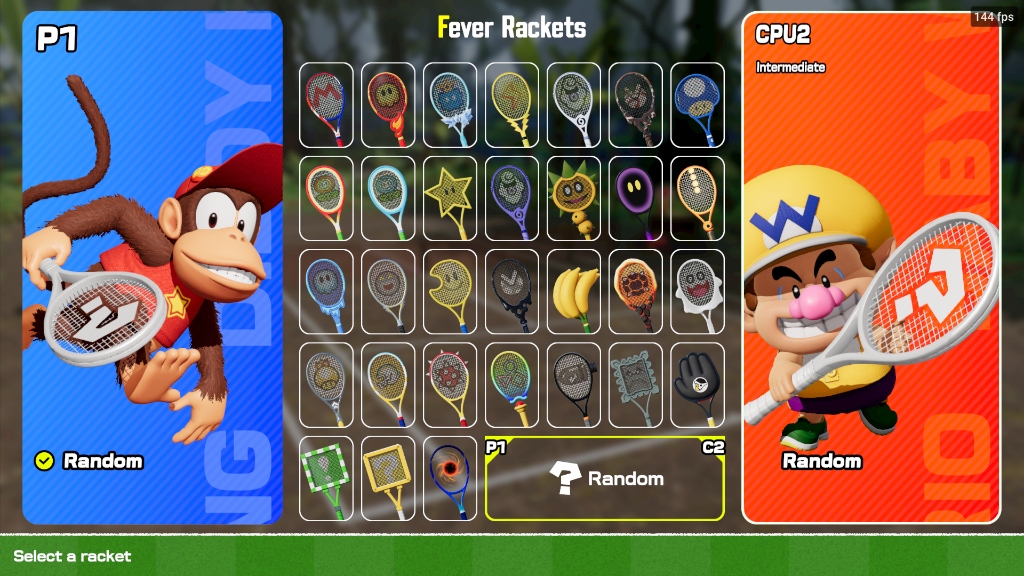 P1
Fever Rackets
CPU2
144 fps
Intermediate
Random
P1
C2
Random
Random
Select a racket